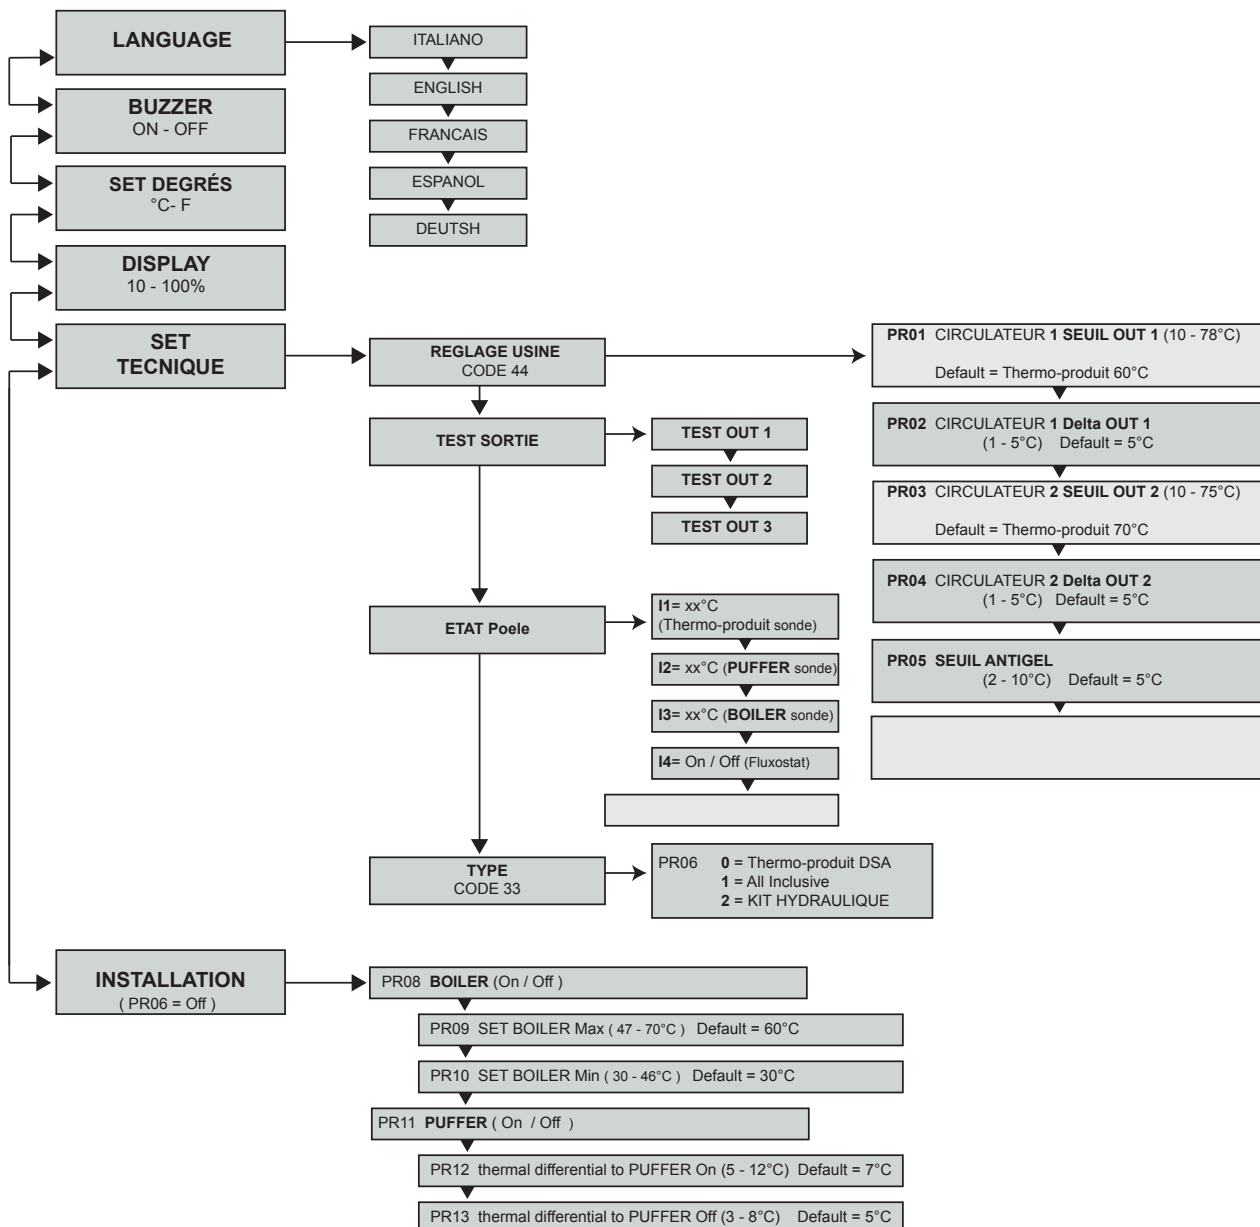 LANGUAGE
ITALIANO
ENGLISH
FRANCAIS
ESPANOL
DEUTSH
BUZZER
ON - OFF
SET DEGRÉS
°C- F
DISPLAY
10 - 100%
SET
TECNIQUE
REGLAGE USINE
CODE 44
PR01 CIRCULATEUR 1 SEUIL OUT 1 (10 - 78°C)
Default = Thermo-produit 60°C
PR02 CIRCULATEUR 1 Delta OUT 1
(1 - 5°C) Default = 5°C
PR03 CIRCULATEUR 2 SEUIL OUT 2 (10 - 75°C)
Default = Thermo-produit 70°C
PR04 CIRCULATEUR 2 Delta OUT 2
(1 - 5°C) Default = 5°C
PR05 SEUIL ANTIGEL
(2 - 10°C) Default = 5°C
TEST SORTIE
TEST OUT 1
TEST OUT 2
TEST OUT 3
ETAT Poele
I1= xx°C
(Thermo-produit sonde)
I2= xx°C (PUFFER sonde)
I3= xx°C (BOILER sonde)
I4= On / Off (Fluxostat)
TYPE
CODE 33
PR06 0 = Thermo-produit DSA
1 = All Inclusive
2 = KIT HYDRAULIQUE
INSTALLATION
( PR06 = Off )
PR08 BOILER (On / Off )
PR09 SET BOILER Max ( 47 - 70°C ) Default = 60°C
PR10 SET BOILER Min ( 30 - 46°C ) Default = 30°C
PR11 PUFFER ( On / Off )
PR12 thermal differential to PUFFER On (5 - 12°C) Default = 7°C
PR13 thermal differential to PUFFER Off (3 - 8°C) Default = 5°C